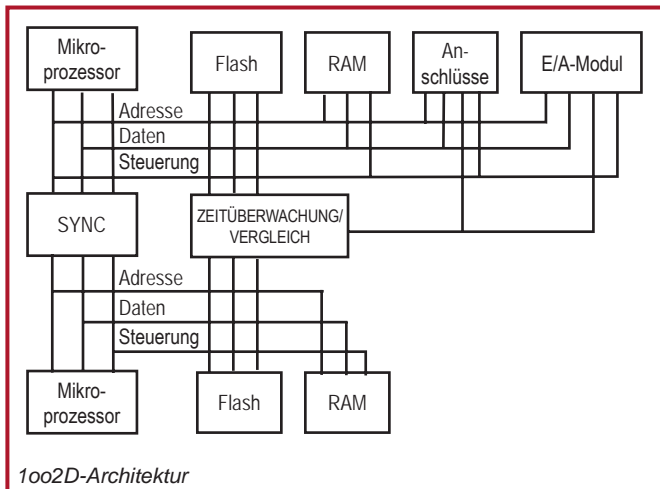 Mikro-
prozessor
Flash
RAM
An-
schlüsse
E/A-Modul
Adresse
Daten
Steuerung
SYNC
ZEITÜBERWACHUNG/
VERGLEICH
Adresse
Daten
Steuerung
Mikro-
prozessor
Flash
RAM
1oo2D-Architektur